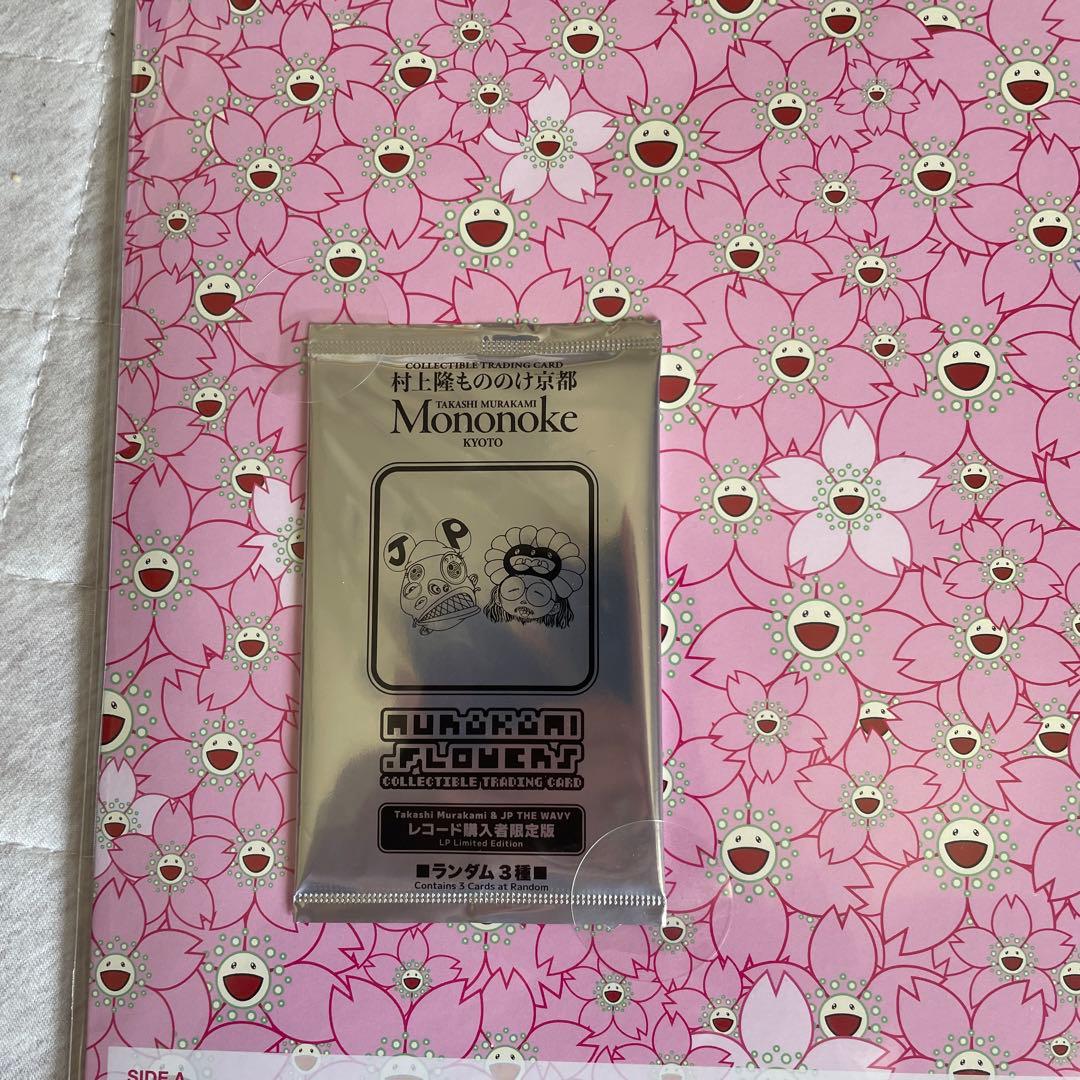 COLLECTIBLE TRADING CARD
村上隆もののけ京都
TAKASHI MURAKAMI
Mononoke
KYOTO
J P
MURAKAMI
.FLOWERS
COLLECTIBLE TRADING CARD
Takashi Murakami & JP THE WAVY
レコード購入者限定版
LP Limited Edition
■ランダム3種■
Contains 3 Cards at Random
SIDE A